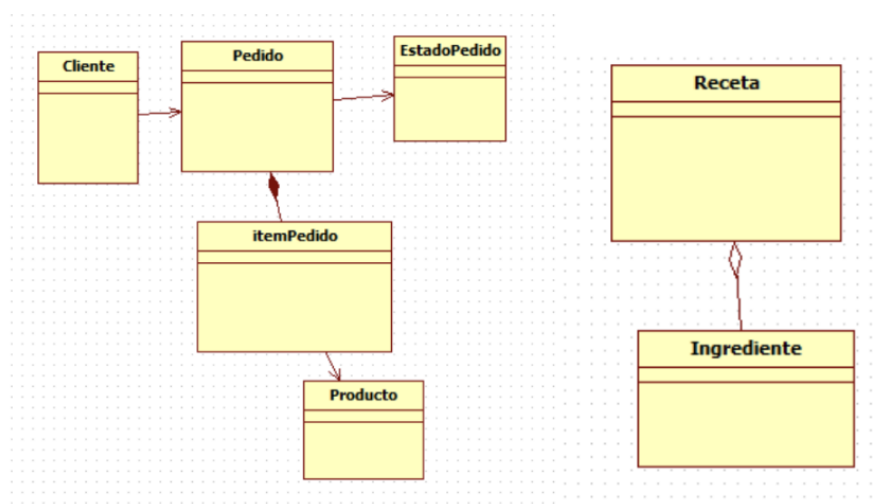 Cliente
Pedido
EstadoPedido
itemPedido
Producto
Receta
Ingrediente